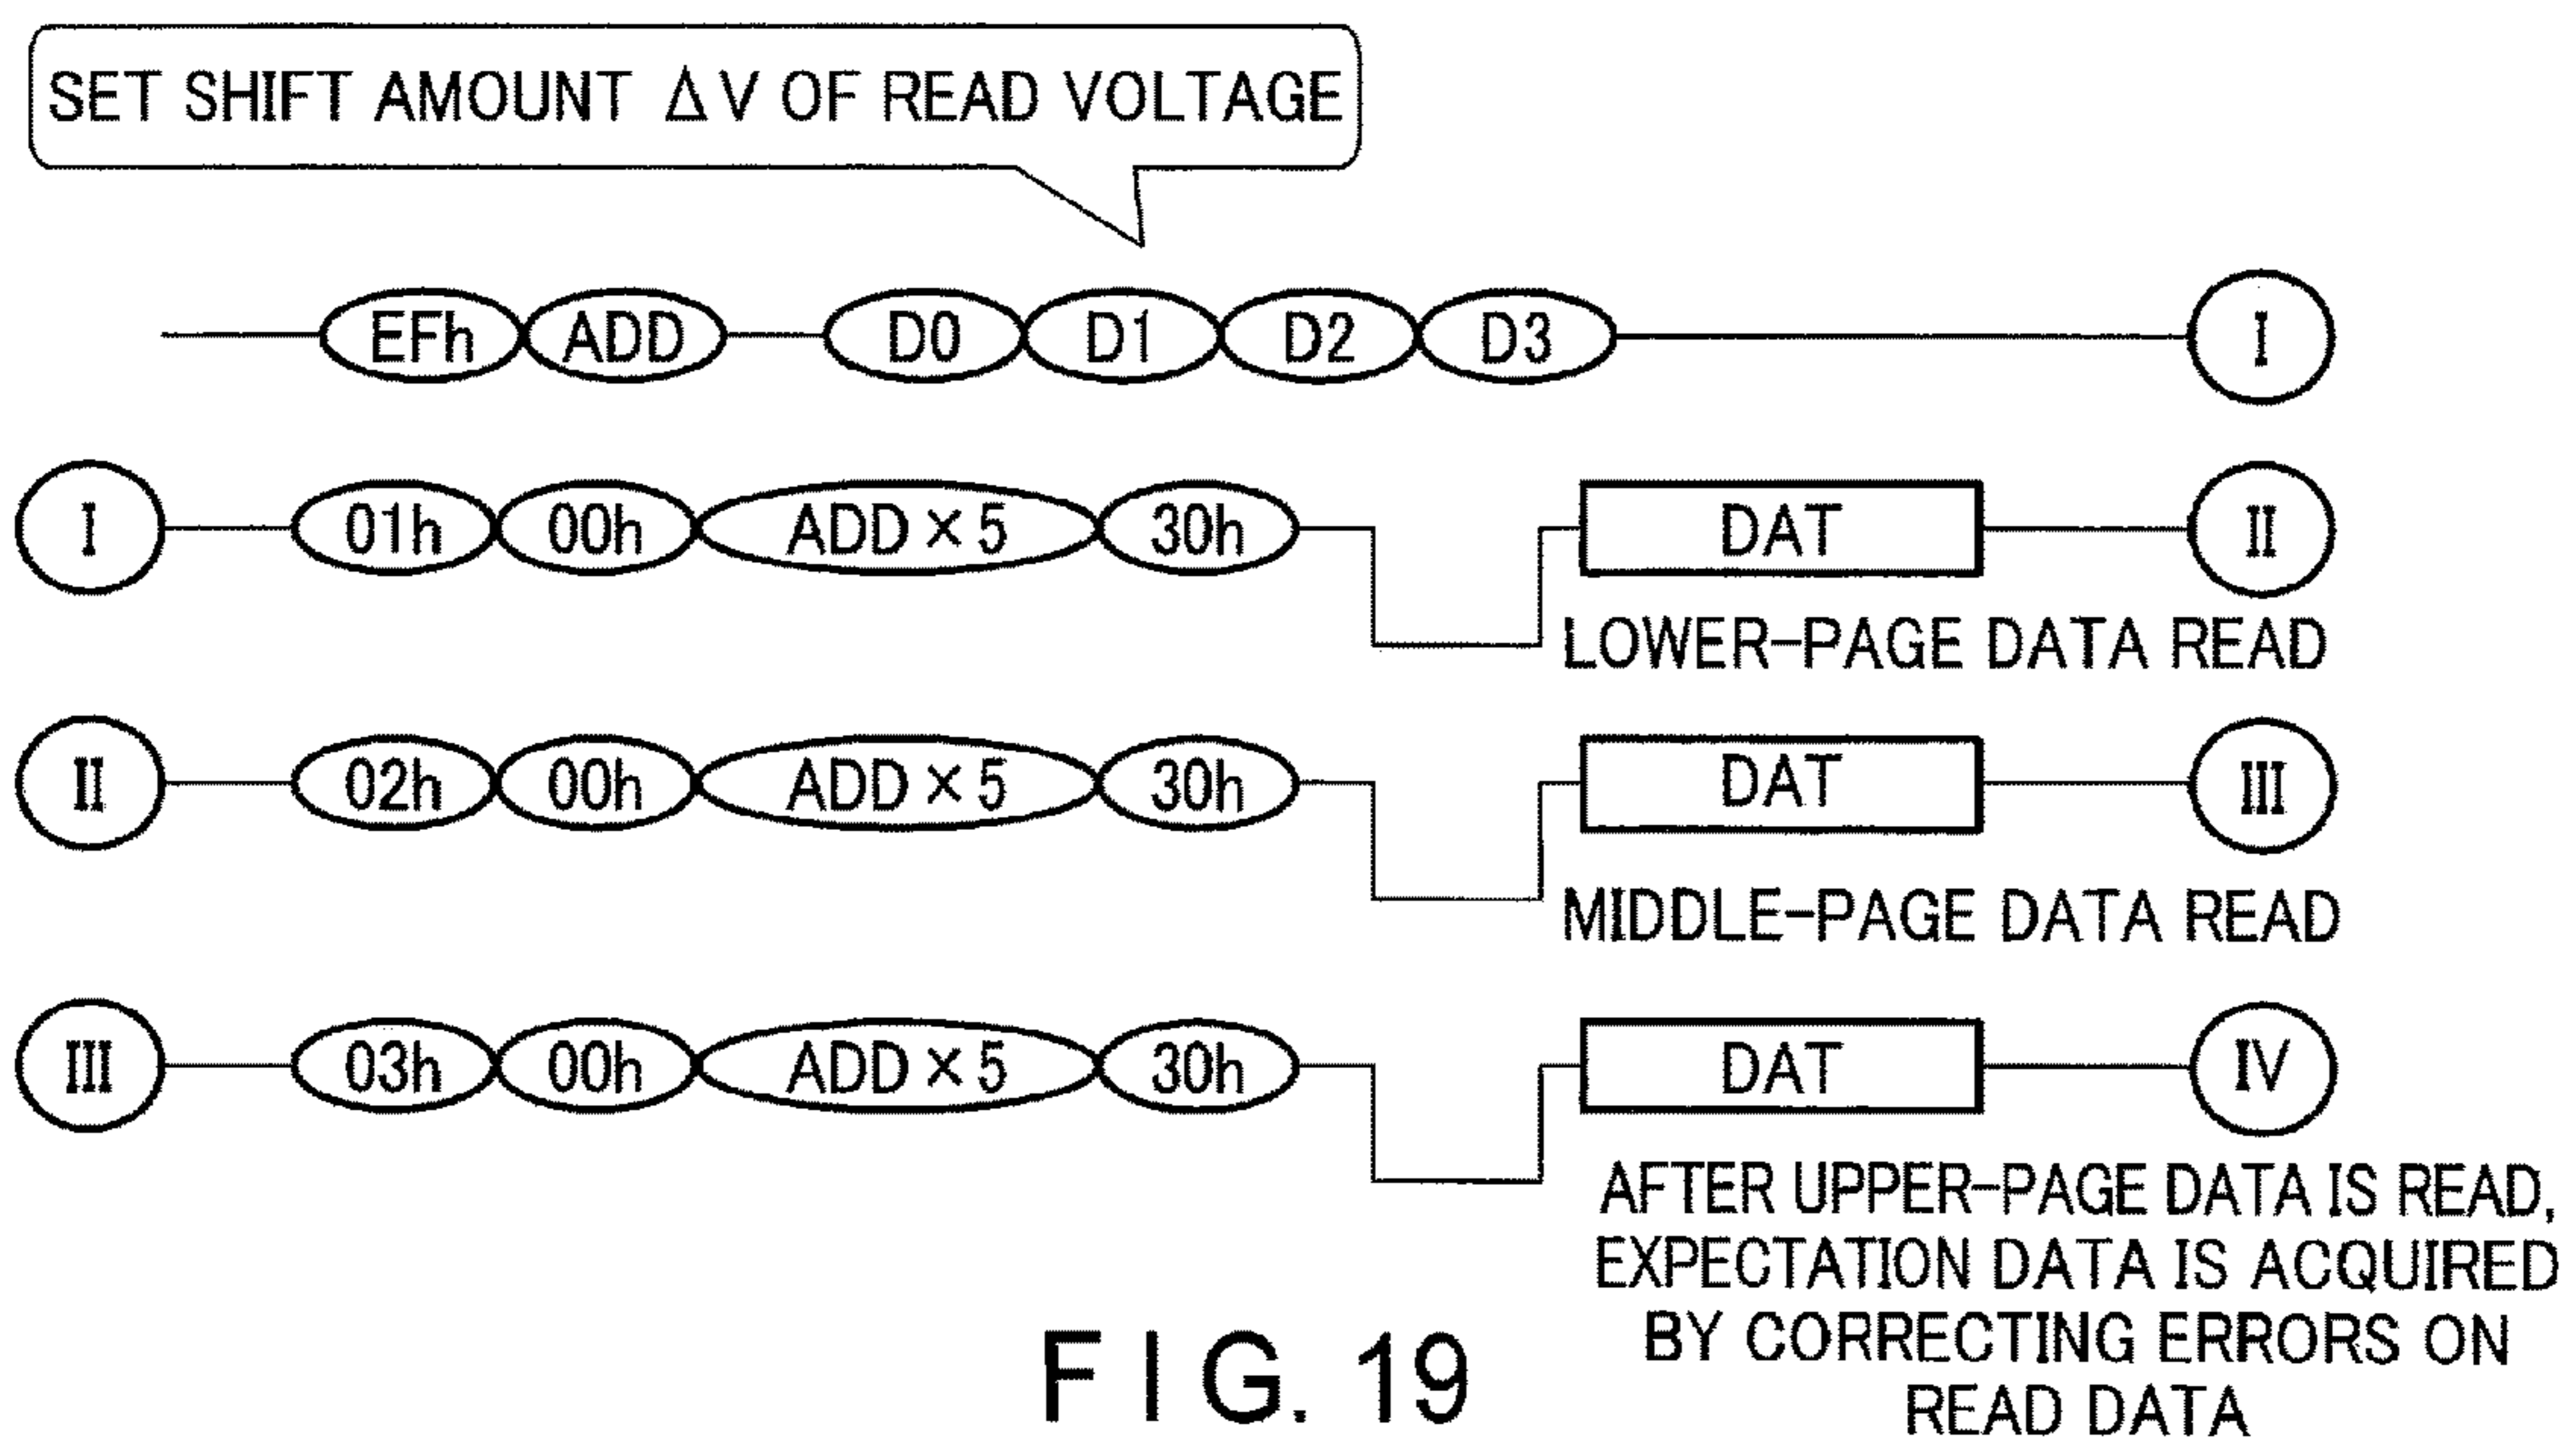 SET SHIFT AMOUNT ΔV OF READ VOLTAGE
EFh ADD D0 D1 D2 D3 I
I 01h 00h ADD × 5 30h DAT II
LOWER-PAGE DATA READ
II 02h 00h ADD × 5 30h DAT III
MIDDLE-PAGE DATA READ
III 03h 00h ADD × 5 30h DAT IV
AFTER UPPER-PAGE DATA IS READ,
EXPECTATION DATA IS ACQUIRED
BY CORRECTING ERRORS ON
READ DATA
FIG. 19